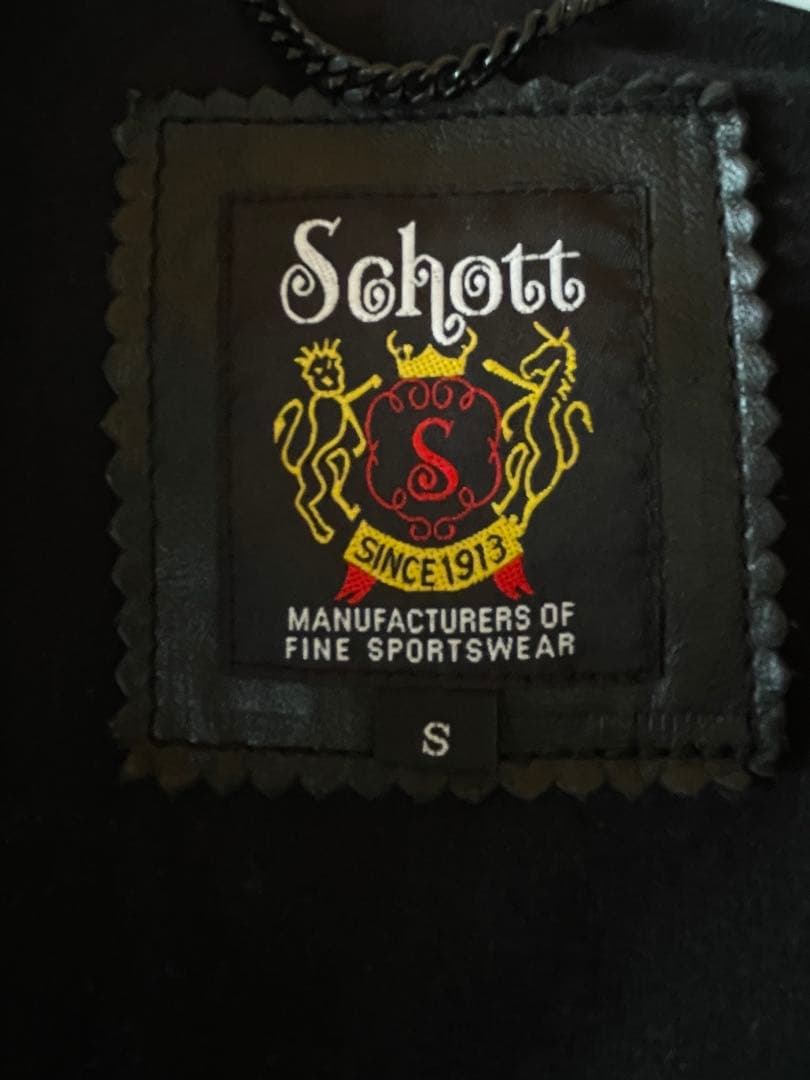 Schott
S
SINCE 1913
MANUFACTURERS OF
FINE SPORTSWEAR
S